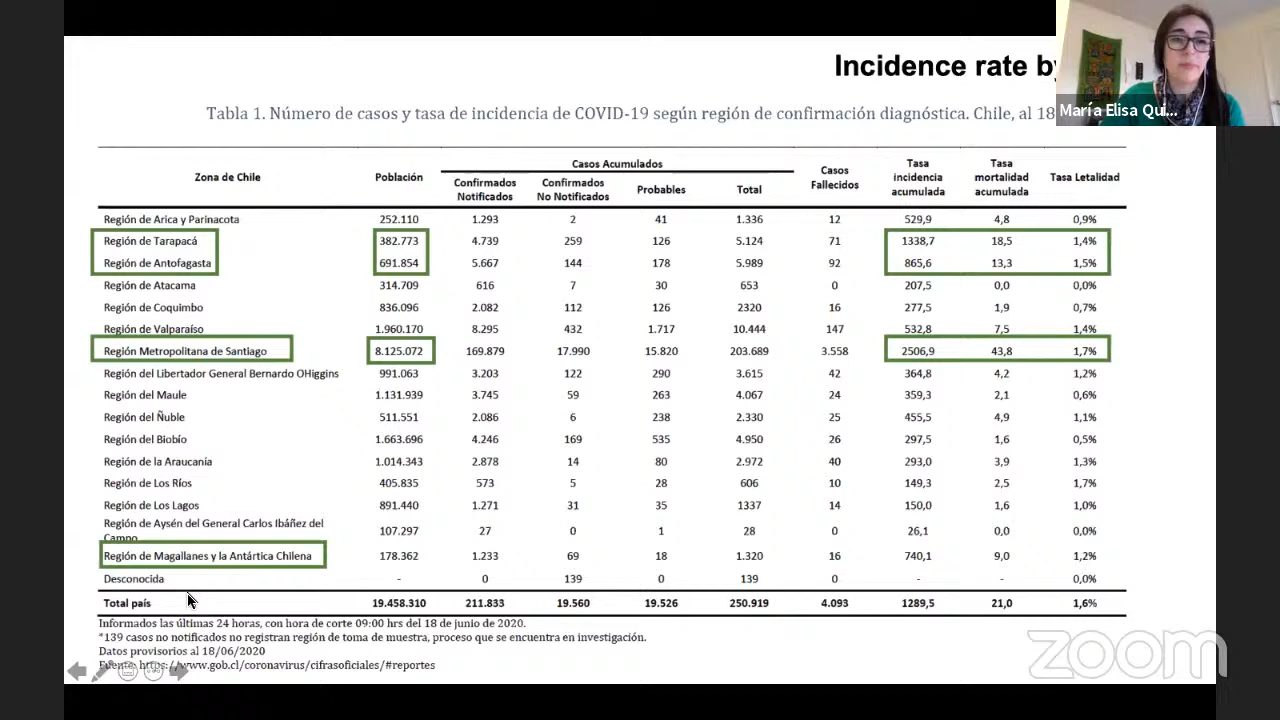 Incidence rate by
María Elisa Qui...
Tabla 1. Número de casos y tasa de incidencia de COVID-19 según región de confirmación diagnóstica. Chile, al 18
Zona de Chile Población Casos Acumulados Casos Fallecidos Tasa incidencia acumulada Tasa mortalidad acumulada Tasa Letalidad
Confirmados Notificados Confirmados No Notificados Probables Total
Región de Arica y Parinacota 252.110 1.293 2 41 1.336 12 529,9 4,8 0,9%
Región de Tarapacá 382.773 4.739 259 126 5.124 71 1338,7 18,5 1,4%
Región de Antofagasta 691.854 5.667 144 178 5.989 92 865,6 13,3 1,5%
Región de Atacama 314.709 616 7 30 653 0 207,5 0,0 0,0%
Región de Coquimbo 836.096 2.082 112 126 2320 16 277,5 1,9 0,7%
Región de Valparaíso 1.960.170 8.295 432 1.717 10.444 147 532,8 7,5 1,4%
Región Metropolitana de Santiago 8.125.072 169.879 17.990 15.820 203.689 3.558 2506,9 43,8 1,7%
Región del Libertador General Bernardo OHiggins 991.063 3.203 122 290 3.615 42 364,8 4,2 1,2%
Región del Maule 1.131.939 3.745 59 263 4.067 24 359,3 2,1 0,6%
Región del Ñuble 511.551 2.086 6 238 2.330 25 455,5 4,9 1,1%
Región del Biobío 1.663.696 4.246 169 535 4.950 26 297,5 1,6 0,5%
Región de la Araucanía 1.014.343 2.878 14 80 2.972 40 293,0 3,9 1,3%
Región de Los Ríos 405.835 573 5 28 606 10 149,3 2,5 1,7%
Región de Los Lagos 891.440 1.271 31 35 1337 14 150,0 1,6 1,0%
Región de Aysén del General Carlos Ibáñez del
Campo 107.297 27 0 1 28 0 26,1 0,0 0,0%
Región de Magallanes y la Antártica Chilena 178.362 1.233 69 18 1.320 16 740,1 9,0 1,2%
Desconocida - 0 139 0 139 0 - - 0,0%
Total país 19.458.310 211.833 19.560 19.526 250.919 4.093 1289,5 21,0 1,6%
Informados las últimas 24 horas, con hora de corte 09:00 hrs del 18 de junio de 2020.
*139 casos no notificados no registran región de toma de muestra, proceso que se encuentra en investigación.
Datos provisorios al 18/06/2020
Fuente: https://www.gob.cl/coronavirus/cifrasoficiales/#reportes
zoom